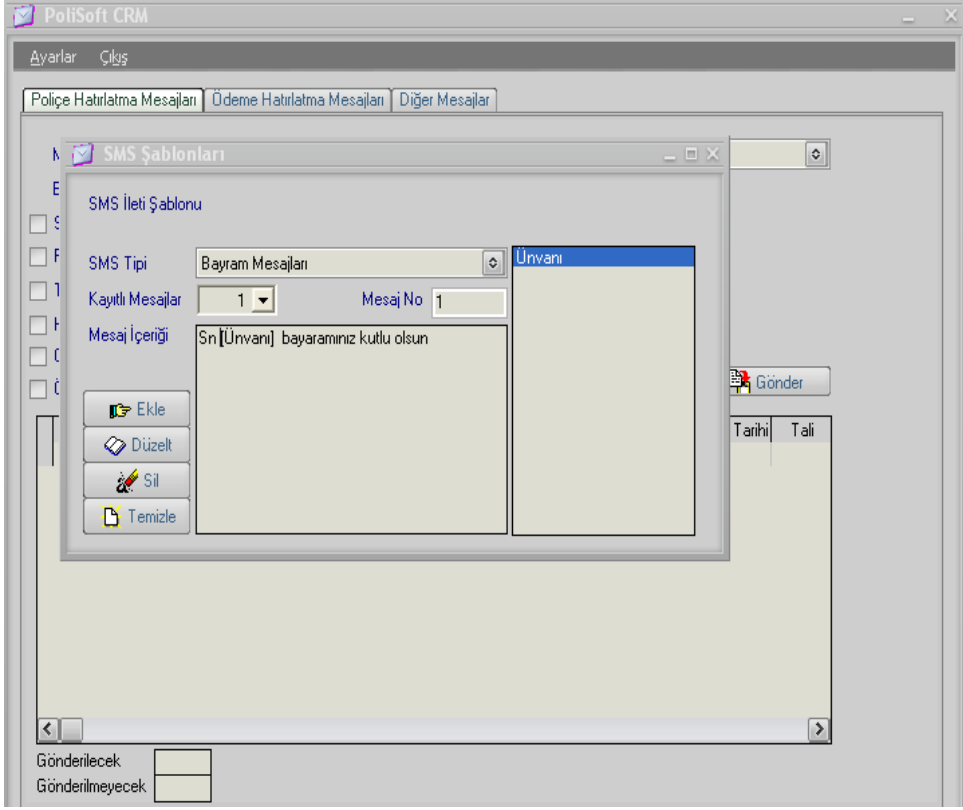 PoliSoft CRM
Ayarlar Çıkış
Poliçe Hatırlatma Mesajları Ödeme Hatırlatma Mesajları Diğer Mesajlar
SMS Şablonları
SMS İleti Şablonu
SMS Tipi Bayram Mesajları Ünvanı
Kayıtlı Mesajlar 1 Mesaj No 1
Mesaj İçeriği Sn [Ünvanı] bayaramınız kutlu olsun
Gönder
Ekle
Tarihi Tali
Düzelt
Sil
Temizle
Gönderilecek
Gönderilmeyecek